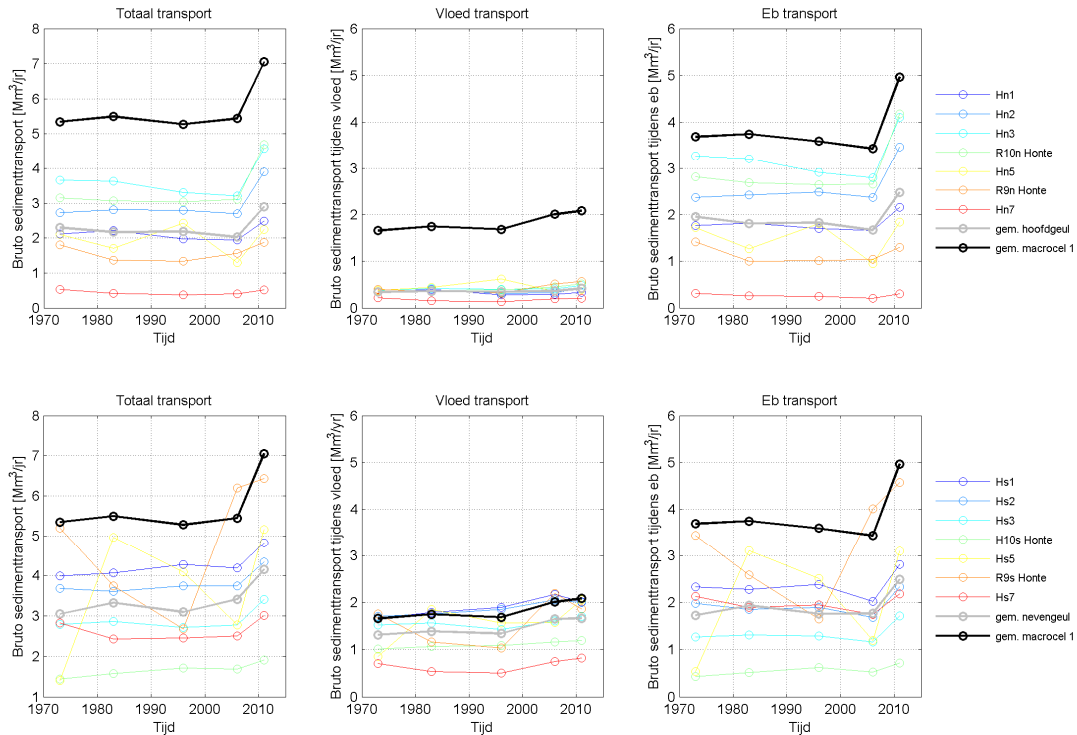 Totaal transport
Bruto sedimenttransport [Mm³/jr]
8
7
6
5
4
3
2
1
0
1970 1980 1990 2000 2010
Tijd
Vloed transport
Bruto sedimenttransport tijdens vloed [Mm³/jr]
6
5
4
3
2
1
0
1970 1980 1990 2000 2010
Tijd
Eb transport
Bruto sedimenttransport tijdens eb [Mm³/jr]
6
5
4
3
2
1
0
1970 1980 1990 2000 2010
Tijd
Hn1
Hn2
Hn3
R10n Honte
Hn5
R9n Honte
Hn7
gem. hoofdgeul
gem. macrocel 1
Totaal transport
Bruto sedimenttransport [Mm³/jr]
8
7
6
5
4
3
2
1
1970 1980 1990 2000 2010
Tijd
Vloed transport
Bruto sedimenttransport tijdens vloed [Mm³/yr]
6
5
4
3
2
1
0
1970 1980 1990 2000 2010
Tijd
Eb transport
Bruto sedimenttransport tijdens eb [Mm³/jr]
6
5
4
3
2
1
0
1970 1980 1990 2000 2010
Tijd
Hs1
Hs2
Hs3
H10s Honte
Hs5
R9s Honte
Hs7
gem. nevengeul
gem. macrocel 1